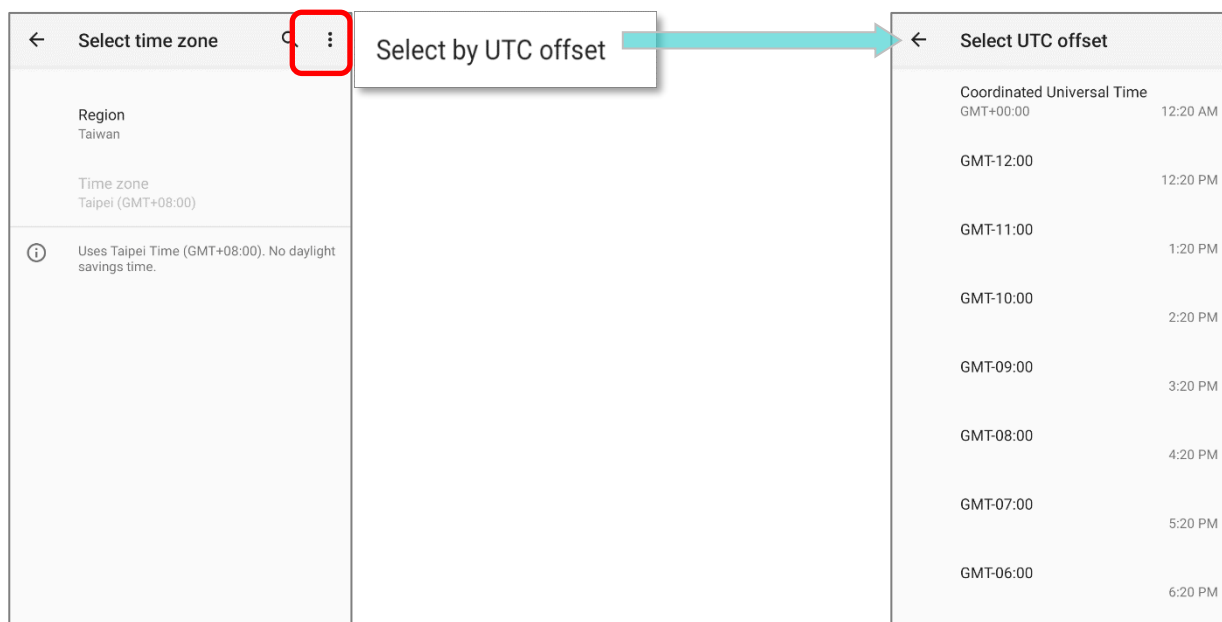 Select time zone
Region
Taiwan
Time zone
Taipei (GMT+08:00)
Uses Taipei Time (GMT+08:00). No daylight
savings time.
Select by UTC offset
Select UTC offset
Coordinated Universal Time
GMT+00:00 12:20 AM
GMT-12:00
12:20 PM
GMT-11:00
1:20 PM
GMT-10:00
2:20 PM
GMT-09:00
3:20 PM
GMT-08:00
4:20 PM
GMT-07:00
5:20 PM
GMT-06:00
6:20 PM